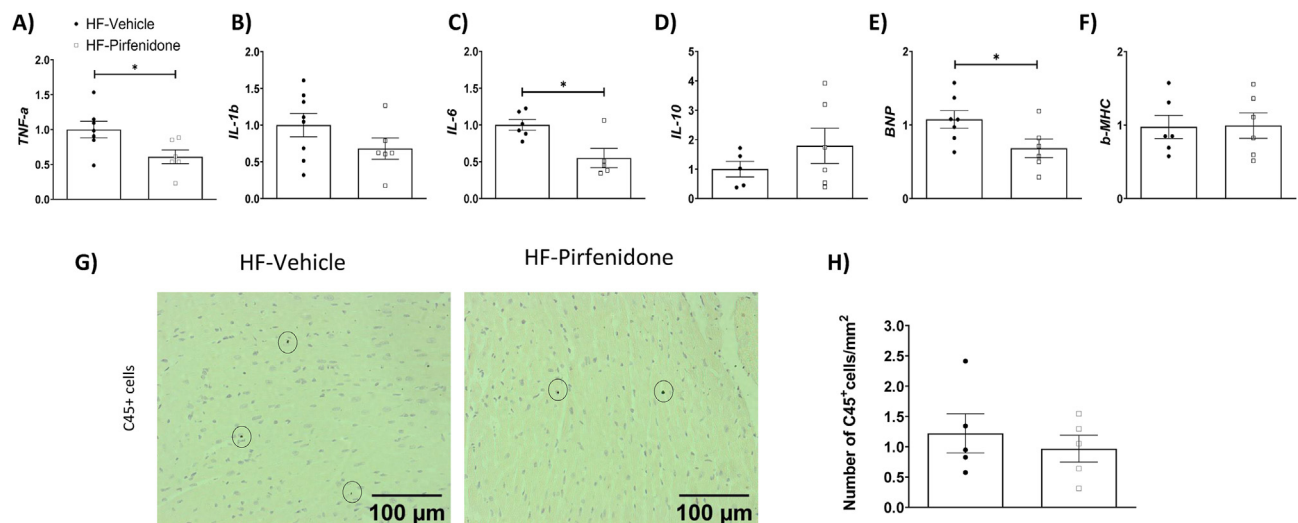 A)
HF-Vehicle
HF-Pirfenidone
2.0
1.5
1.0
0.5
0.0
TNF-a
*
B)
2.0
1.5
1.0
0.5
0.0
IL-1b
C)
2.0
1.5
1.0
0.5
0.0
IL-6
*
D)
5
4
3
2
1
0
IL-10
E)
2
1
0
BNP
*
F)
2
1
0
b-MHC
G)
HF-Vehicle
HF-Pirfenidone
C45+ cells
100 µm
100 µm
H)
Number of C45⁺cells/mm²
3.0
2.5
2.0
1.5
1.0
0.5
0.0